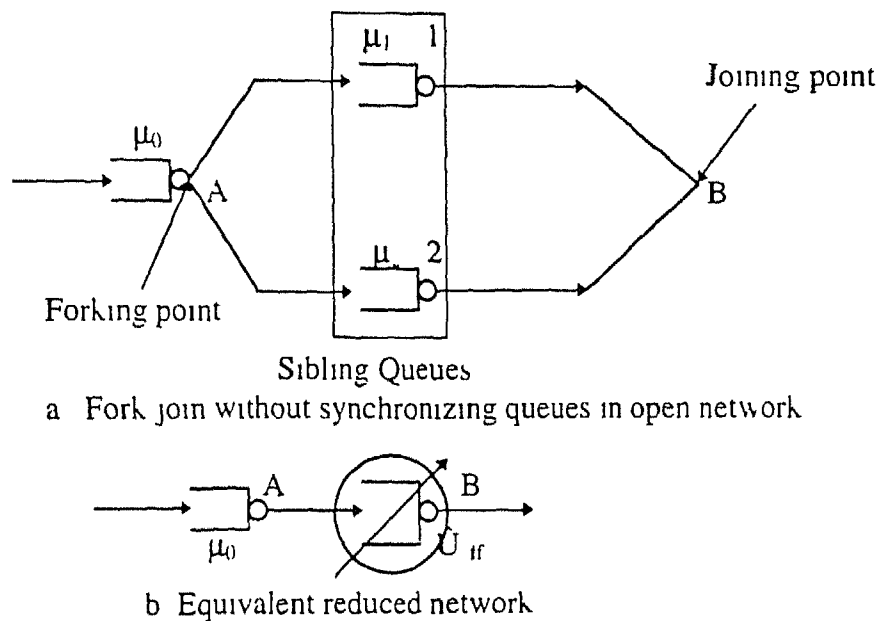 μ1 1
Joining point
μ0
A
B
μ 2
Forking point
Sibling Queues
a Fork join without synchronizing queues in open network
A
B
μ0
b Equivalent reduced network